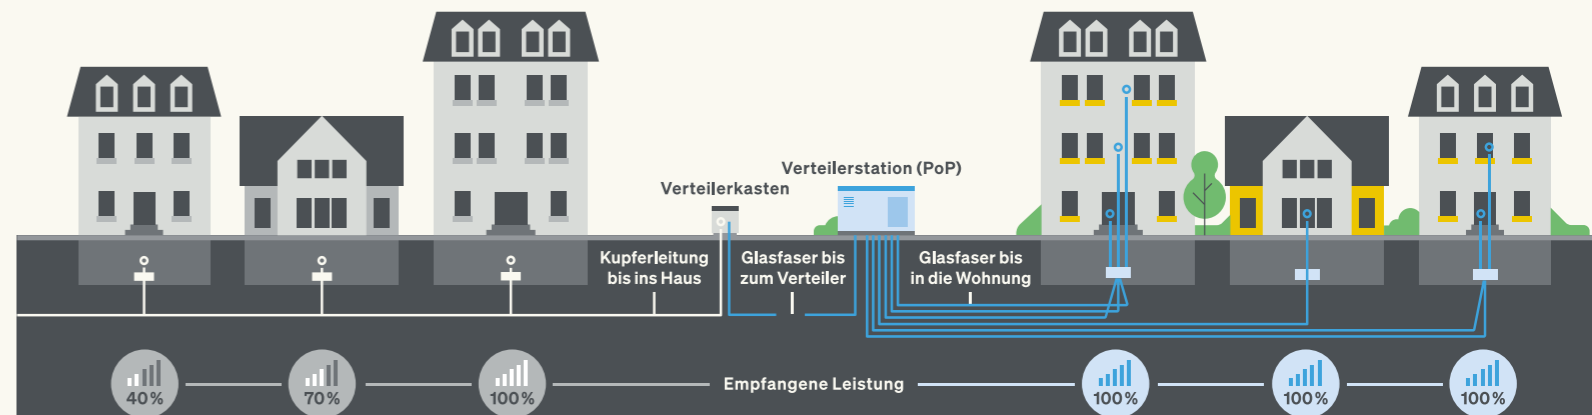 Verteilerstation (PoP)
Verteilerkasten
Kupferleitung
bis ins Haus
Glasfaser bis
zum Verteiler
Glasfaser bis
in die Wohnung
40 %
70 %
100 %
Empfangene Leistung
100 %
100 %
100 %